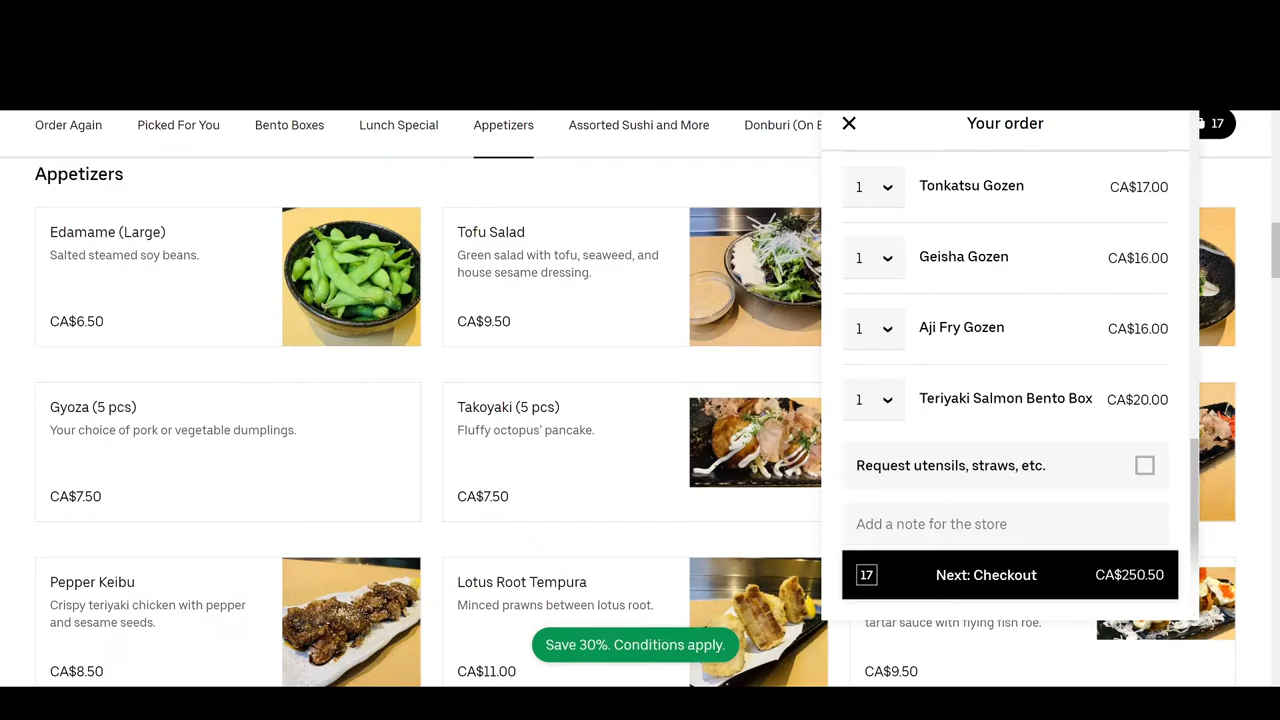 Order Again
Picked For You
Bento Boxes
Lunch Special
Appetizers
Assorted Sushi and More
Donburi (On
17
Appetizers
Edamame (Large)
Salted steamed soy beans.
CA$6.50
Tofu Salad
Green salad with tofu, seaweed, and
house sesame dressing.
CA$9.50
Gyoza (5 pcs)
Your choice of pork or vegetable dumplings.
CA$7.50
Takoyaki (5 pcs)
Fluffy octopus' pancake.
CA$7.50
Pepper Keibu
Crispy teriyaki chicken with pepper
and sesame seeds.
CA$8.50
Lotus Root Tempura
Minced prawns between lotus root.
CA$11.00
tartar sauce with flying fish roe.
CA$9.50
Save 30%. Conditions apply.
Your order
1 Tonkatsu Gozen CA$17.00
1 Geisha Gozen CA$16.00
1 Aji Fry Gozen CA$16.00
1 Teriyaki Salmon Bento Box CA$20.00
Request utensils, straws, etc.
Add a note for the store
17 Next: Checkout CA$250.50